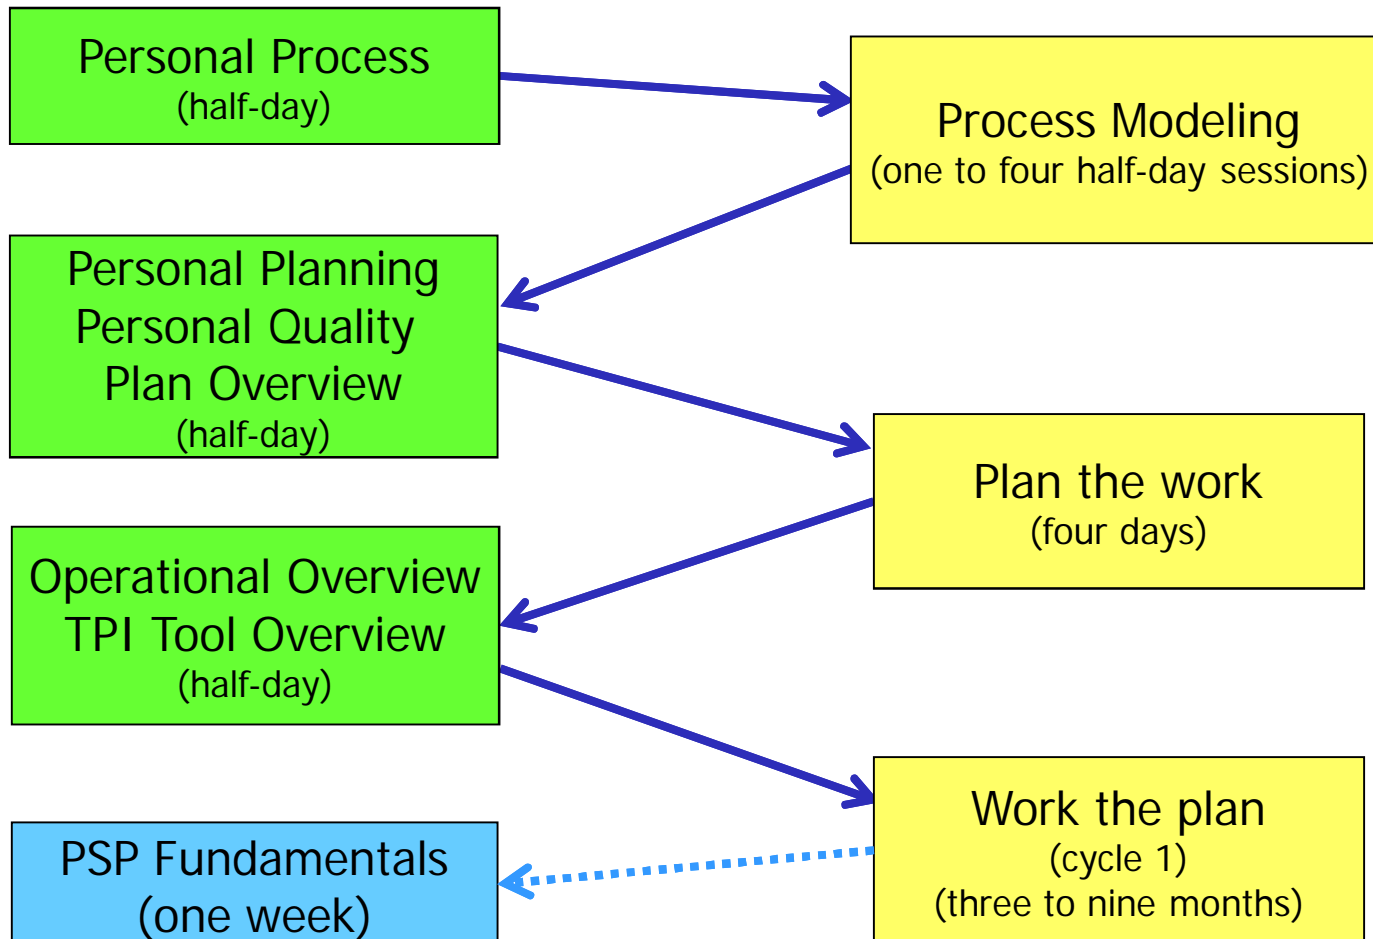 Personal Process
(half-day)
Process Modeling
(one to four half-day sessions)
Personal Planning
Personal Quality
Plan Overview
(half-day)
Plan the work
(four days)
Operational Overview
TPI Tool Overview
(half-day)
Work the plan
(cycle 1)
(three to nine months)
PSP Fundamentals
(one week)